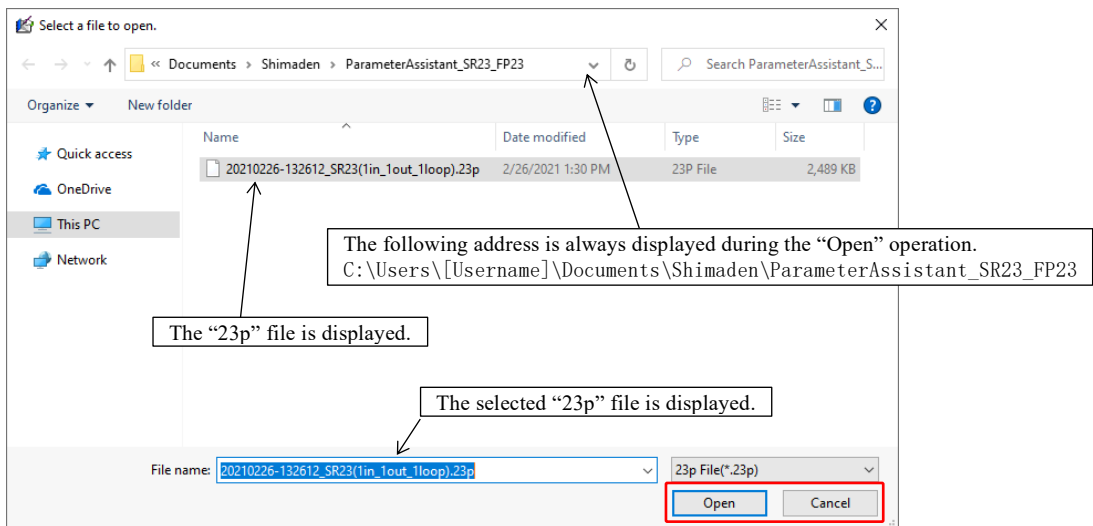 Select a file to open.
« Documents > Shimaden > ParameterAssistant_SR23_FP23
Search ParameterAssistant_S...
Organize
New folder
Name
Date modified
Type
Size
Quick access
20210226-132612_SR23(1in_1out_1loop).23p
2/26/2021 1:30 PM
23P File
2,489 KB
OneDrive
This PC
Network
The following address is always displayed during the “Open” operation.
C:\Users\[Username]\Documents\Shimaden\ParameterAssistant_SR23_FP23
The “23p” file is displayed.
The selected “23p” file is displayed.
File name:
20210226-132612_SR23(1in_1out_1loop).23p
23p File(*.23p)
Open
Cancel